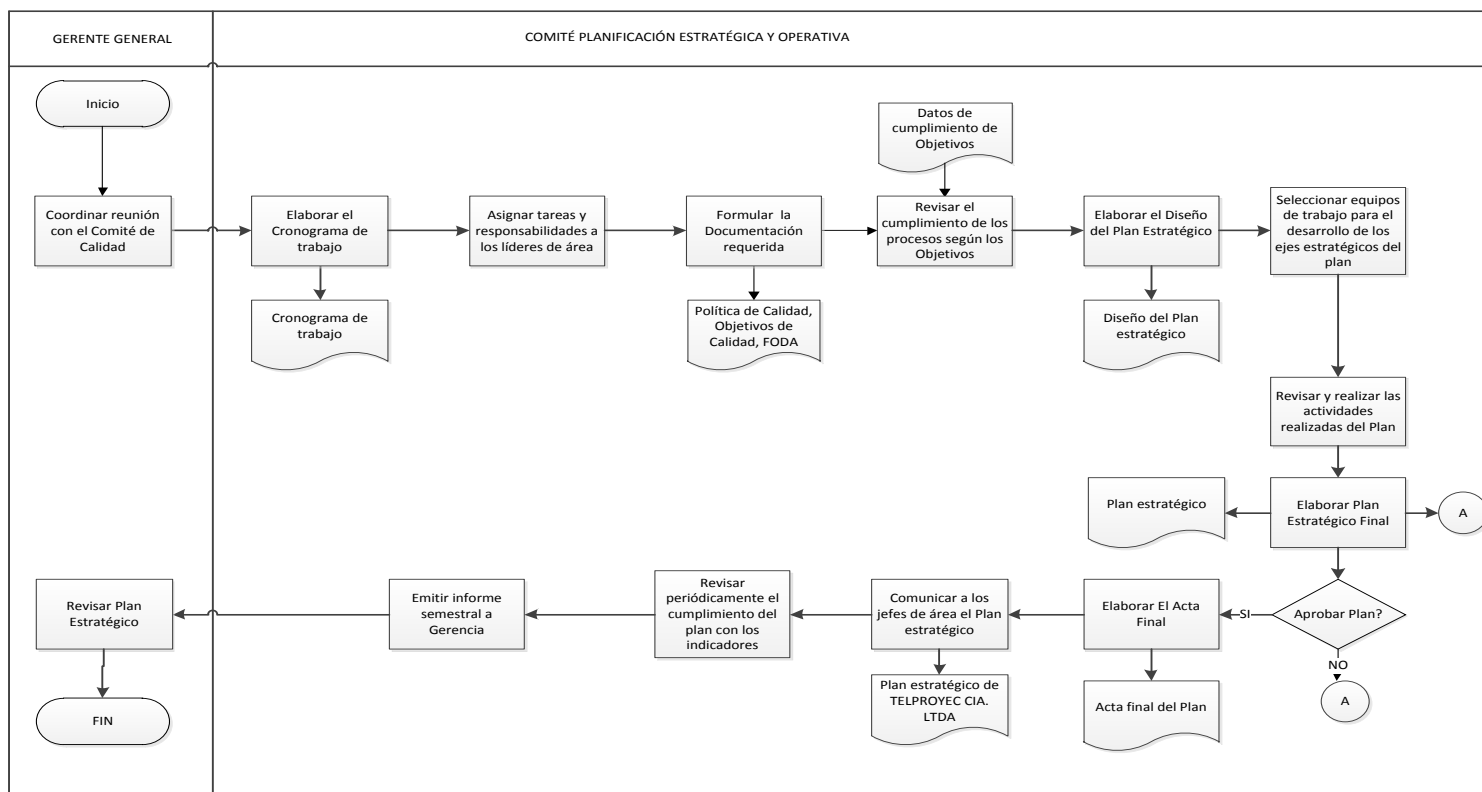 GERENTE GENERAL
COMITÉ PLANIFICACIÓN ESTRATÉGICA Y OPERATIVA
Inicio
Datos de
cumplimiento de
Objetivos
Coordinar reunión
con el Comité de
Calidad
Elaborar el
Cronograma de
trabajo
Asignar tareas y
responsabilidades a
los líderes de área
Formular la
Documentación
requerida
Revisar el
cumplimiento de los
procesos según los
Objetivos
Elaborar el Diseño
del Plan Estratégico
Seleccionar equipos
de trabajo para el
desarrollo de los
ejes estratégicos del
plan
Cronograma de
trabajo
Política de Calidad,
Objetivos de
Calidad, FODA
Diseño del Plan
estratégico
Revisar y realizar las
actividades
realizadas del Plan
Plan estratégico
Elaborar Plan
Estratégico Final
A
Revisar Plan
Estratégico
Emitir informe
semestral a
Gerencia
Revisar
periódicamente el
cumplimiento del
plan con los
indicadores
Comunicar a los
jefes de área el Plan
estratégico
Elaborar El Acta
Final
SI
Aprobar Plan?
NO
FIN
Plan estratégico de
TELPROYEC CIA.
LTDA
Acta final del Plan
A